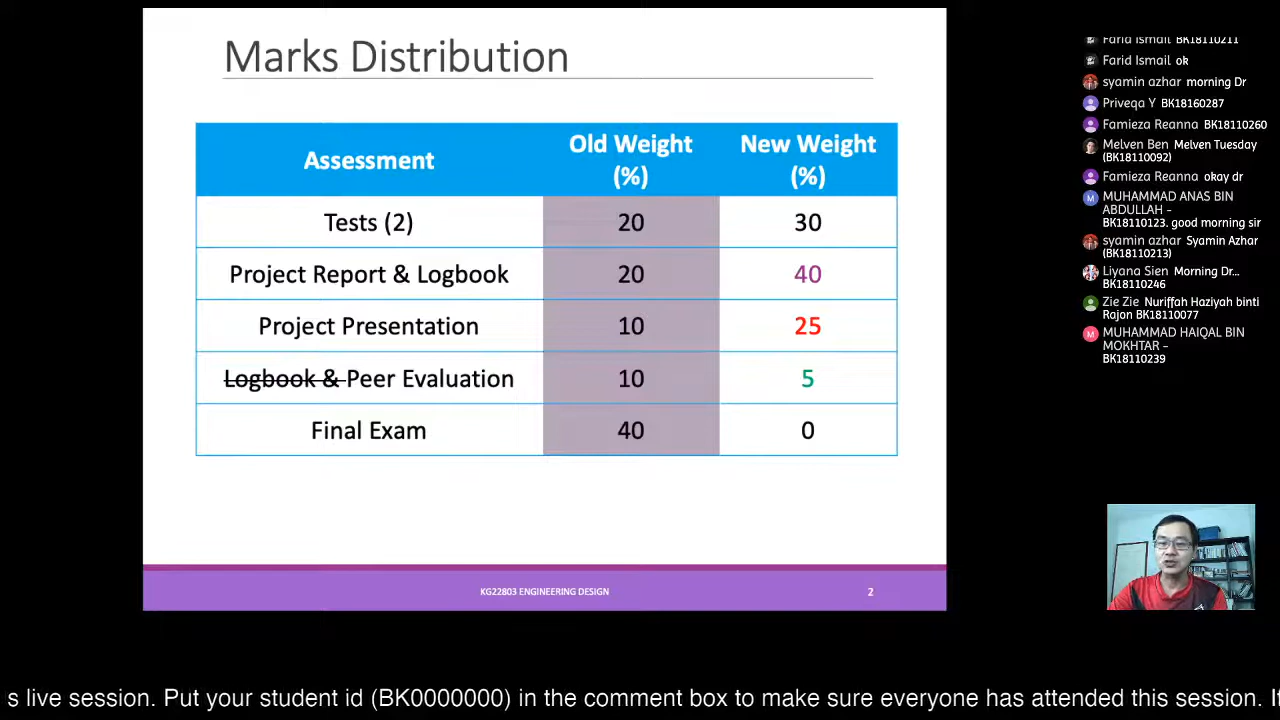 Marks Distribution
Assessment
Old Weight
(%)
New Weight
(%)
Tests (2)
20
30
Project Report & Logbook
20
40
Project Presentation
10
25
Logbook & Peer Evaluation
10
5
Final Exam
40
0
KG22803 ENGINEERING DESIGN
2
Farid Ismail BK18110211
Farid Ismail ok
syamin azhar morning Dr
Priveqa Y BK18160287
Famieza Reanna BK18110260
Melven Ben Melven Tuesday
(BK18110092)
Famieza Reanna okay dr
M
MUHAMMAD ANAS BIN
ABDULLAH –
BK18110123. good morning sir
syamin azhar Syamin Azhar
(BK18110213)
Liyana Sien Morning Dr...
BK18110246
Zie Zie Nuriffah Haziyah binti
Rajon BK18110077
M
MUHAMMAD HAIQAL BIN
MOKHTAR –
BK18110239
s live session. Put your student id (BK0000000) in the comment box to make sure everyone has attended this session. I